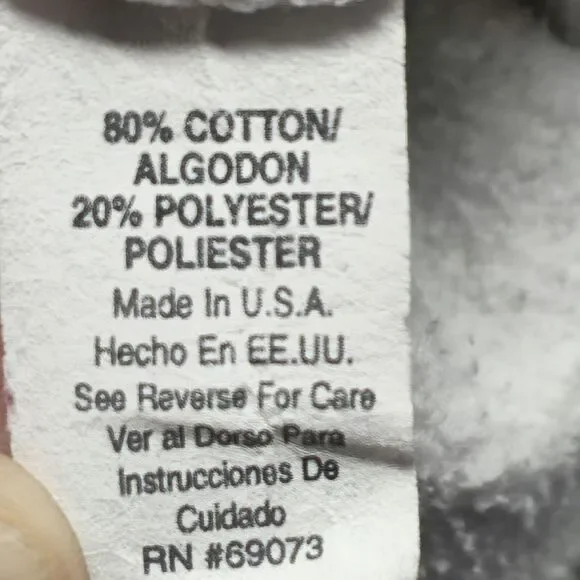 80% COTTON/
ALGODON
20% POLYESTER/
POLIESTER
Made In U.S.A.
Hecho En EE.UU.
See Reverse For Care
Ver al Dorso Para
Instrucciones De
Cuidado
RN #69073